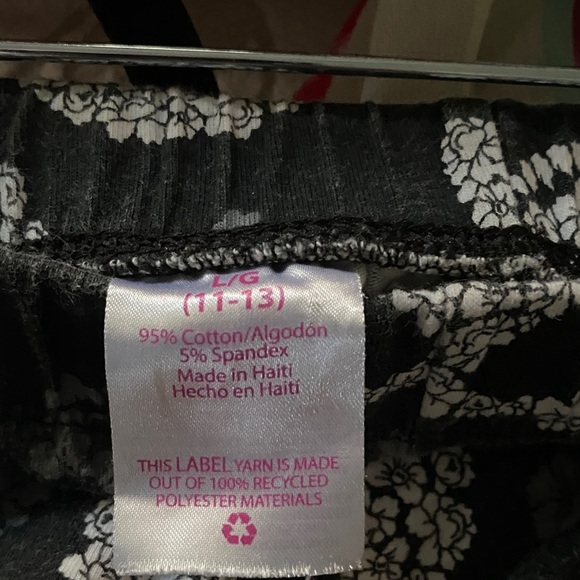 L/G
(11-13)
95% Cotton/Algodón
5% Spandex
Made in Haiti
Hecho en Haití
THIS LABEL YARN IS MADE
OUT OF 100% RECYCLED
POLYESTER MATERIALS